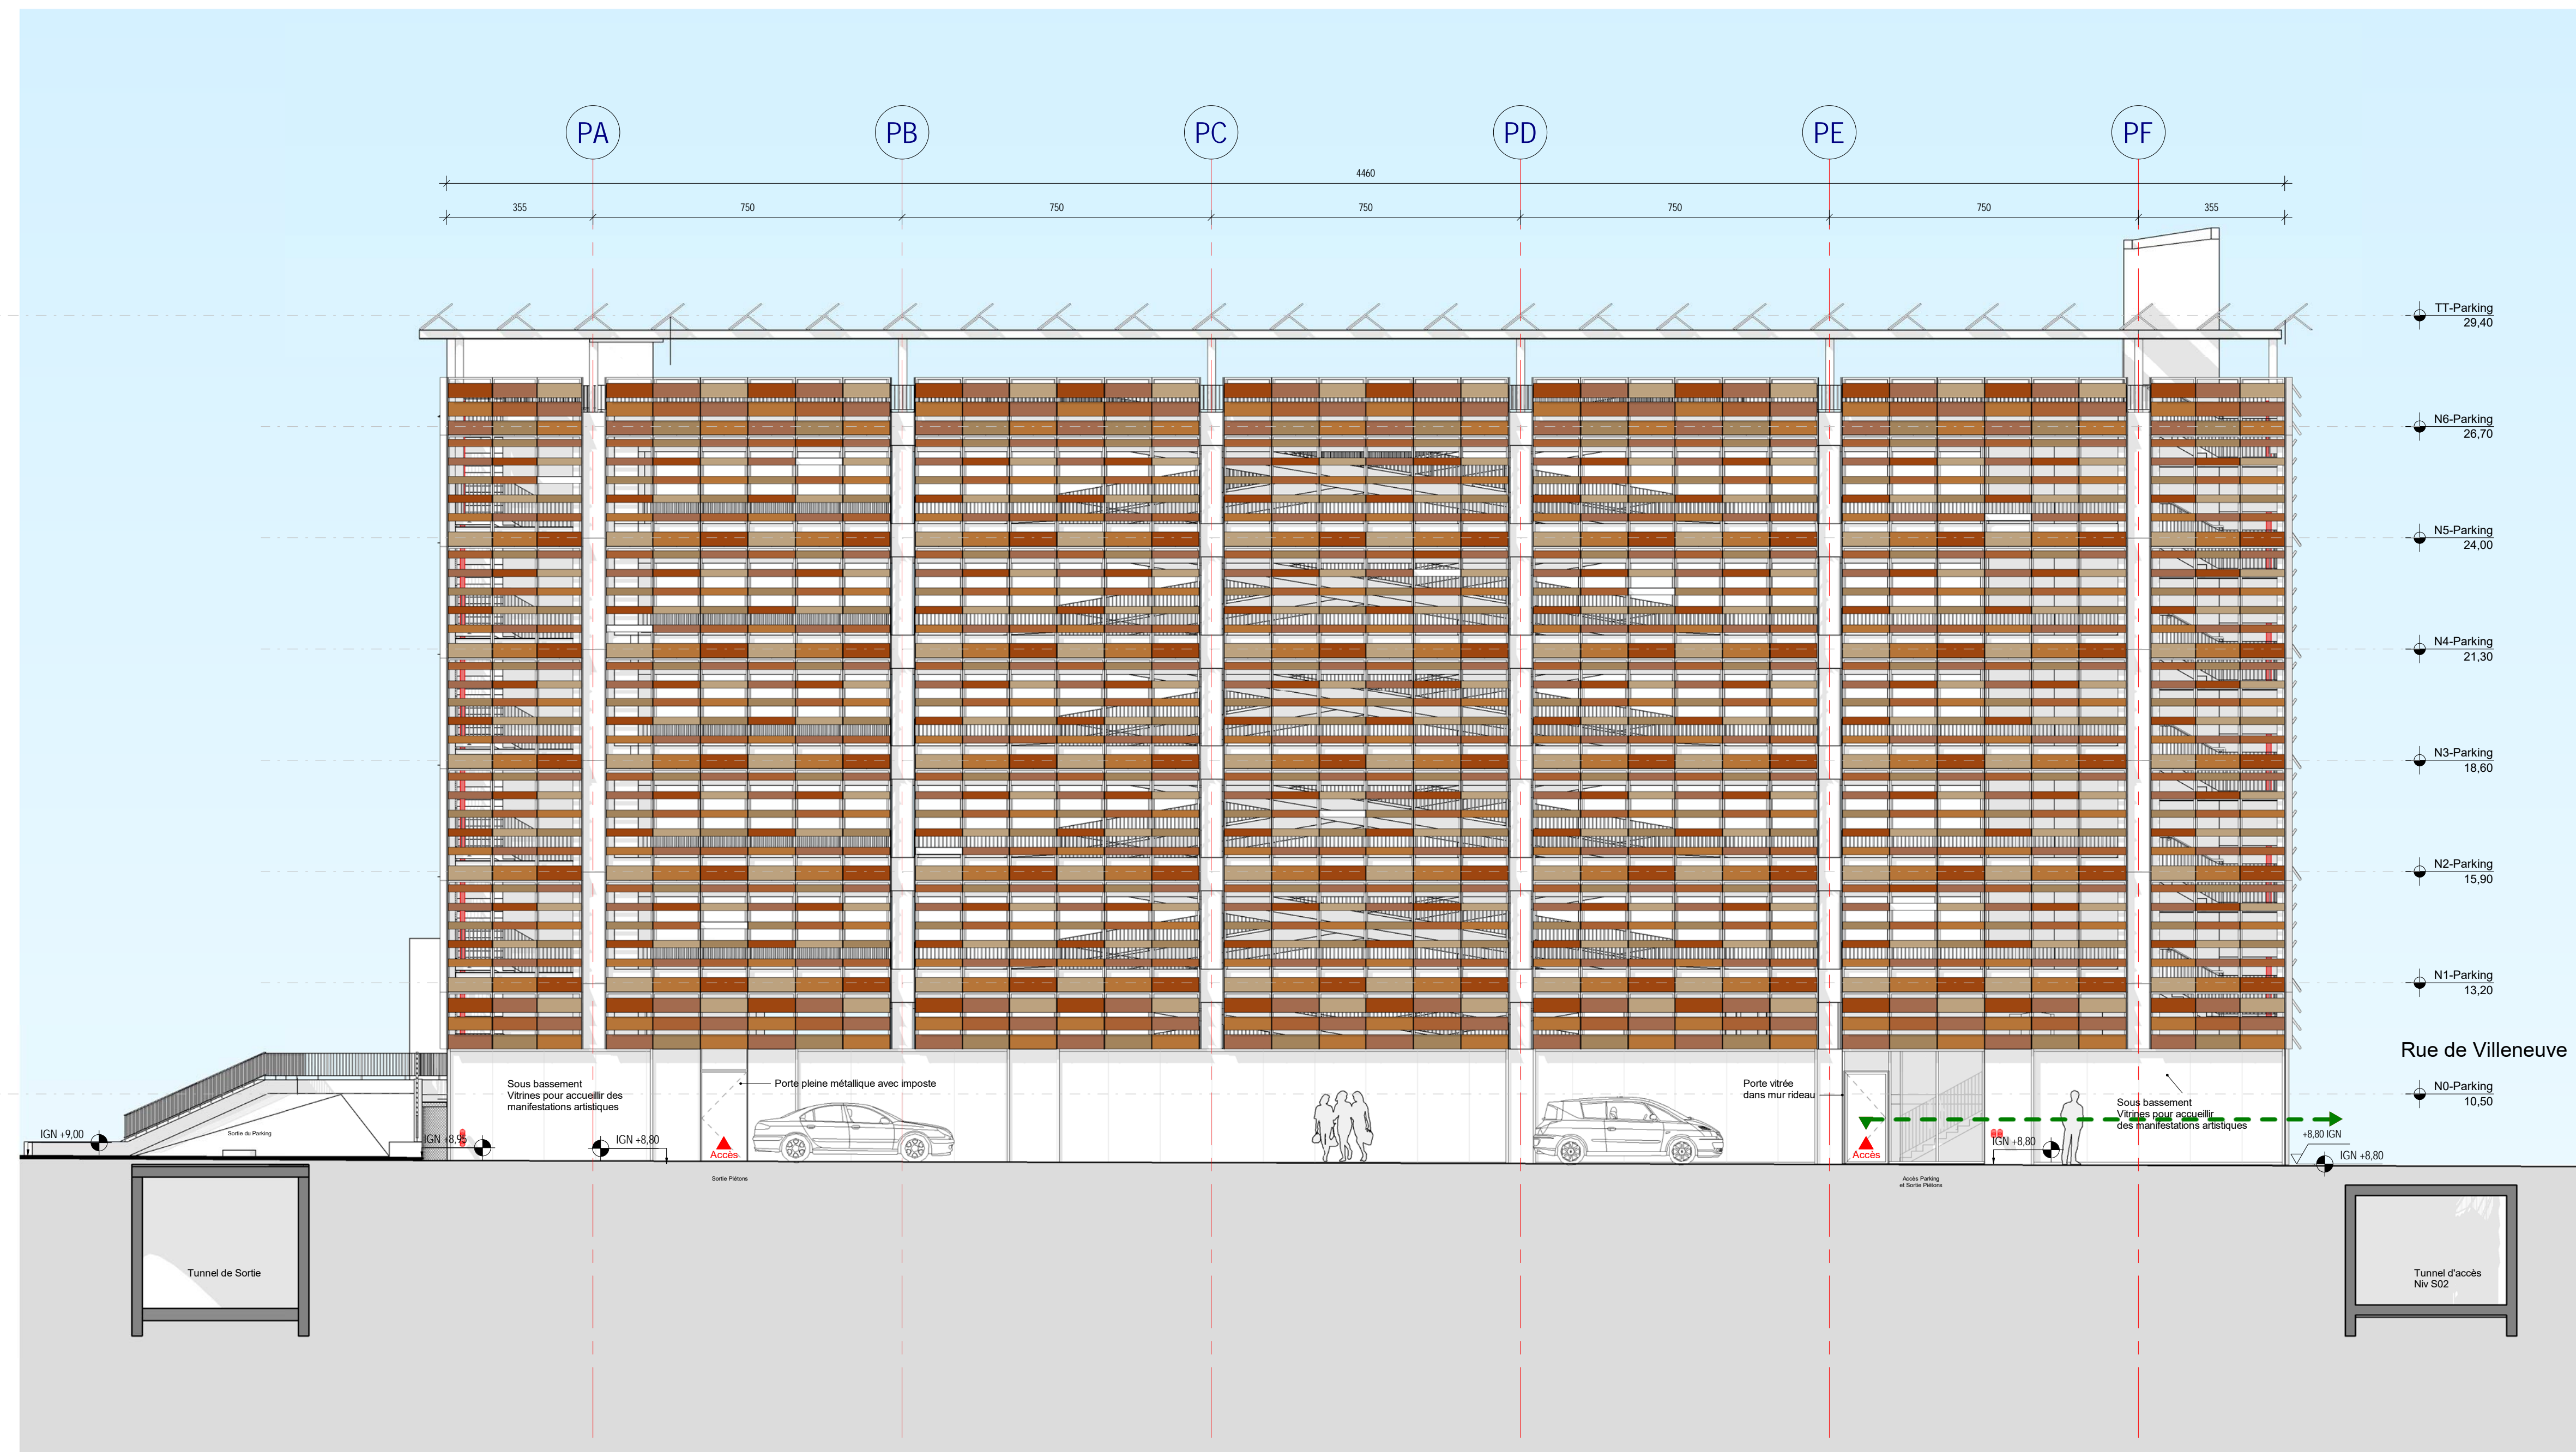 PA
PB
PC
PD
PE
PF
4460
355
750
750
750
750
750
355
TT-Parking
29,40
N6-Parking
26,70
N5-Parking
24,00
N4-Parking
21,30
N3-Parking
18,60
N2-Parking
15,90
N1-Parking
13,20
Rue de Villeneuve
N0-Parking
10,50
Sous bassement
Vitrines pour accueillir des
manifestations artistiques
Porte pleine métallique avec imposte
Porte vitrée
dans mur rideau
Sous bassement
Vitrines pour accueillir
des manifestations artistiques
IGN +9,00
Sortie du Parking
IGN +8,95
IGN +8,80
Accès
Accès
IGN +8,80
+8,80 IGN
IGN +8,80
Sortie Piétons
Accès Parking
et Sortie Piétons
Tunnel de Sortie
Tunnel d'accès
Niv S02